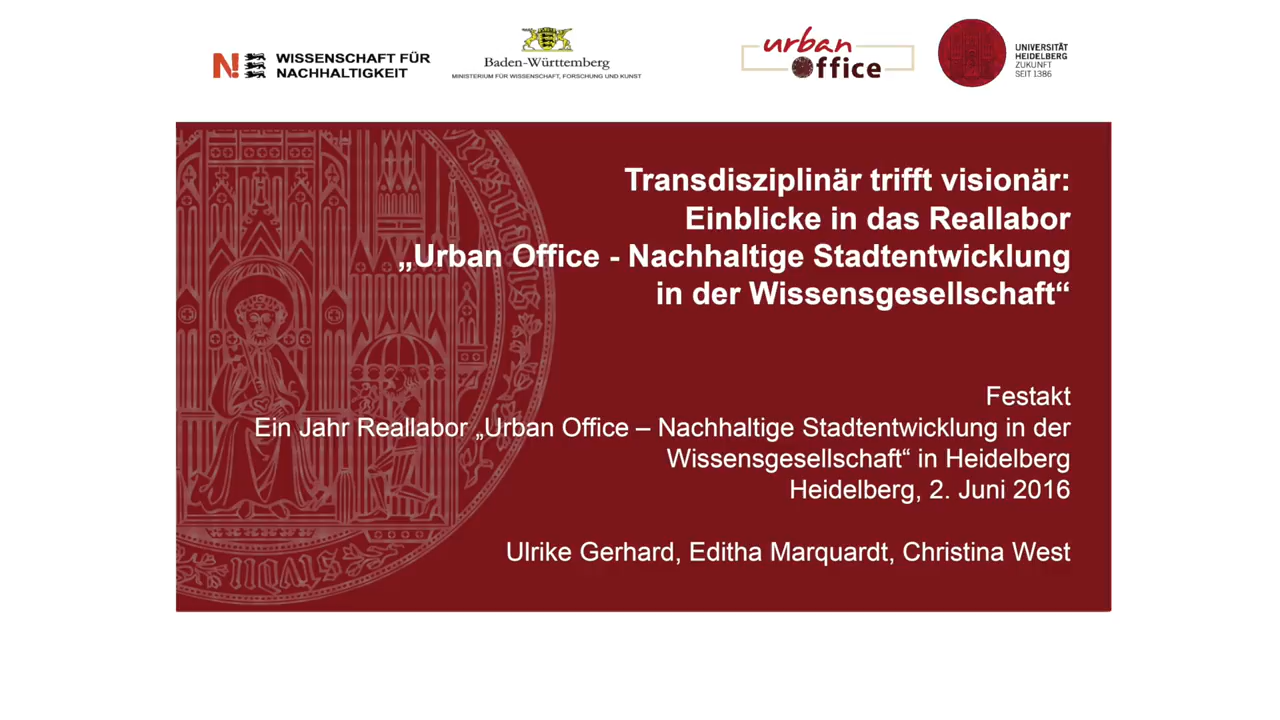 N! WISSENSCHAFT FÜR
NACHHALTIGKEIT
Baden-Württemberg
MINISTERIUM FÜR WISSENSCHAFT, FORSCHUNG UND KUNST
urban
office
UNIVERSITÄT
HEIDELBERG
ZUKUNFT
SEIT 1386
Transdisziplinär trifft visionär:
Einblicke in das Reallabor
„Urban Office - Nachhaltige Stadtentwicklung
in der Wissensgesellschaft“
Festakt
Ein Jahr Reallabor „Urban Office – Nachhaltige Stadtentwicklung in der
Wissensgesellschaft“ in Heidelberg
Heidelberg, 2. Juni 2016
Ulrike Gerhard, Editha Marquardt, Christina West